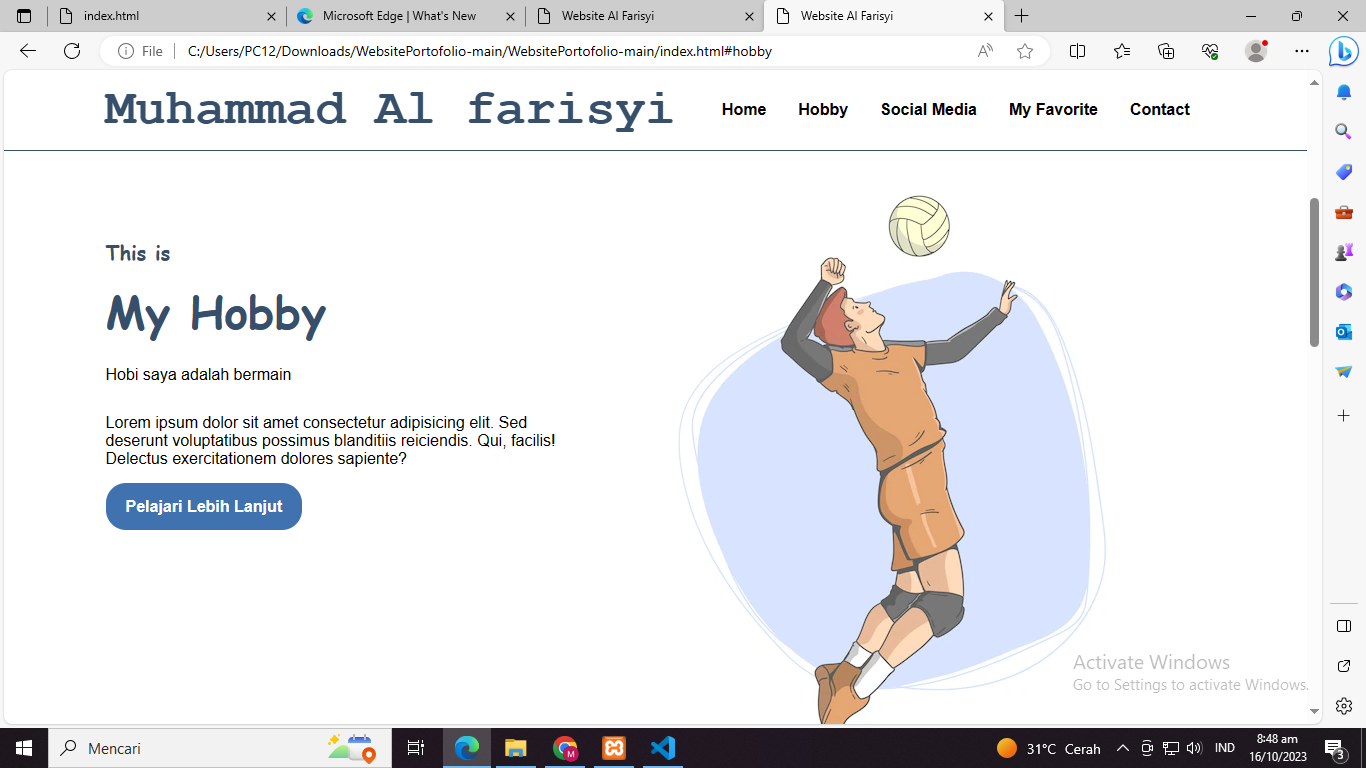 index.html
Microsoft Edge | What's New
Website Al Farisyi
Website Al Farisyi
File
C:/Users/PC12/Downloads/WebsitePortofolio-main/WebsitePortofolio-main/index.html#hobby
Muhammad Al farisyi
Home
Hobby
Social Media
My Favorite
Contact
This is
My Hobby
Hobi saya adalah bermain
Lorem ipsum dolor sit amet consectetur adipisicing elit. Sed
deserunt voluptatibus possimus blanditiis reiciendis. Qui, facilis!
Delectus exercitationem dolores sapiente?
Pelajari Lebih Lanjut
Activate Windows
Go to Settings to activate Windows.
Mencari
31°C Cerah
IND
8:48 am
16/10/2023
3